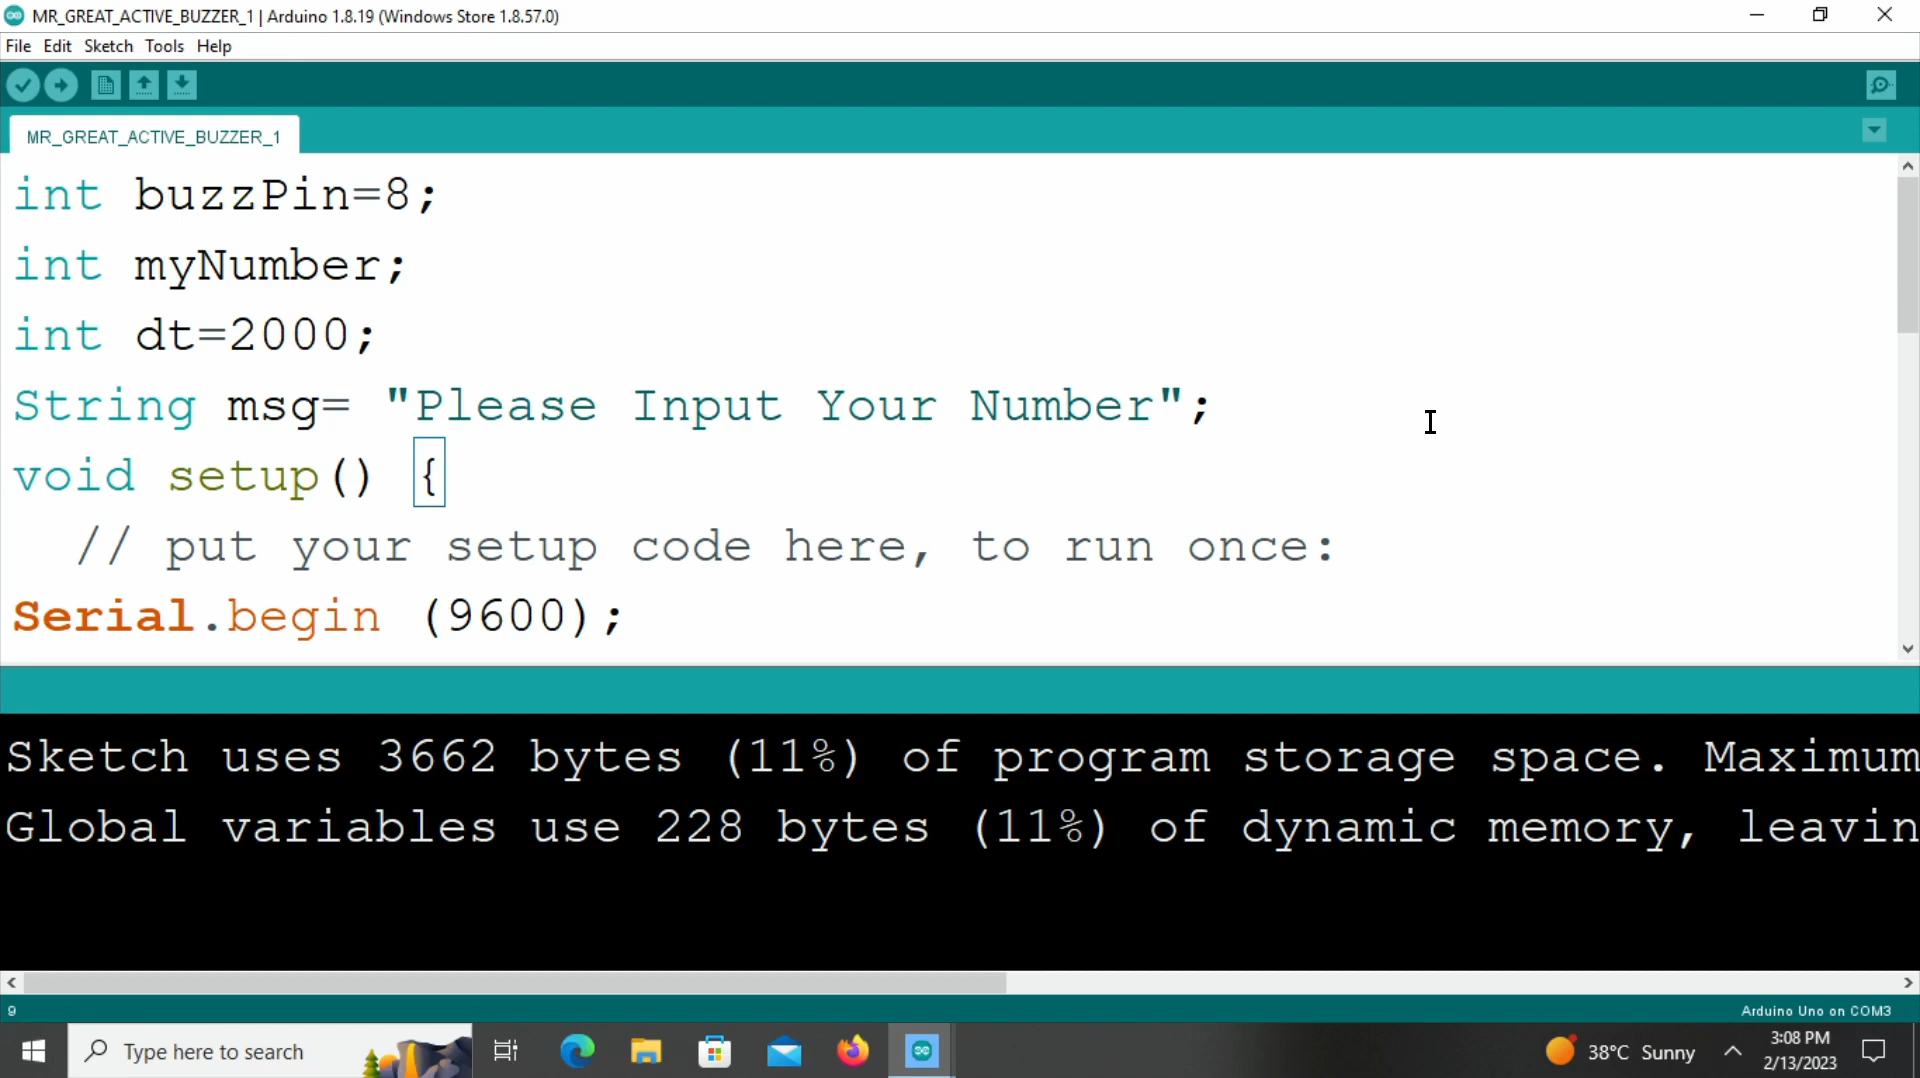 MR_GREAT_ACTIVE_BUZZER_1 | Arduino 1.8.19 (Windows Store 1.8.57.0)
File Edit Sketch Tools Help
MR_GREAT_ACTIVE_BUZZER_1
int buzzPin=8;
int myNumber;
int dt=2000;
String msg= "Please Input Your Number";
void setup() {
// put your setup code here, to run once:
Serial.begin (9600);
Sketch uses 3662 bytes (11%) of program storage space. Maximum
Global variables use 228 bytes (11%) of dynamic memory, leavin
9
Arduino Uno on COM3
Type here to search
38°C Sunny
3:08 PM
2/13/2023